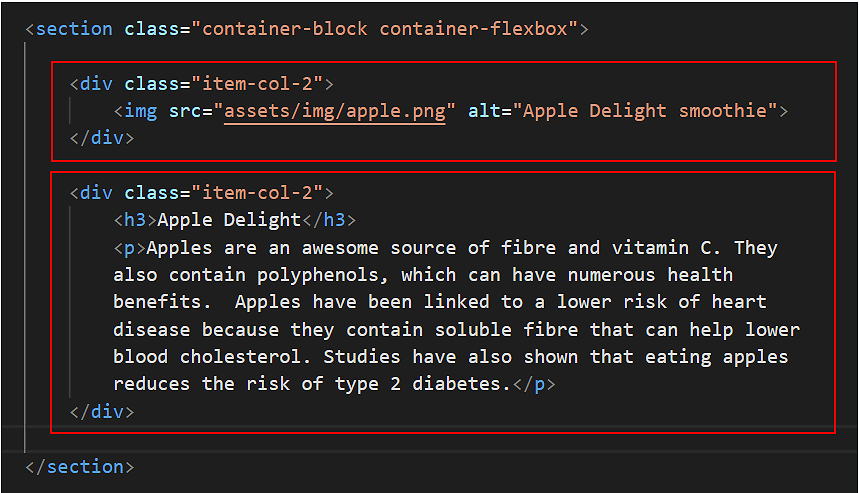 <section class="container-block container-flexbox">
<div class="item-col-2">
<img src="assets/img/apple.png" alt="Apple Delight smoothie">
</div>
<div class="item-col-2">
<h3>Apple Delight</h3>
<p>Apples are an awesome source of fibre and vitamin C. They
also contain polyphenols, which can have numerous health
benefits.  Apples have been linked to a lower risk of heart
disease because they contain soluble fibre that can help lower
blood cholesterol. Studies have also shown that eating apples
reduces the risk of type 2 diabetes.</p>
</div>
</section>